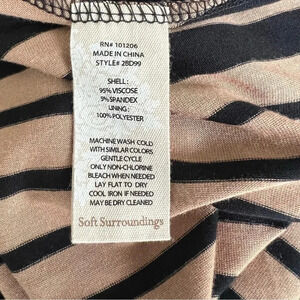 RN# 101206
MADE IN CHINA
STYLE# 2BD99
SHELL:
95% VISCOSE
5% SPANDEX
LINING:
100% POLYESTER
MACHINE WASH COLD
WITH SIMILAR COLORS
GENTLE CYCLE
ONLY NON-CHLORINE
BLEACH WHEN NEEDED
LAY FLAT TO DRY
COOL IRON IF NEEDED
MAY BE DRY CLEANED
Soft Surroundings